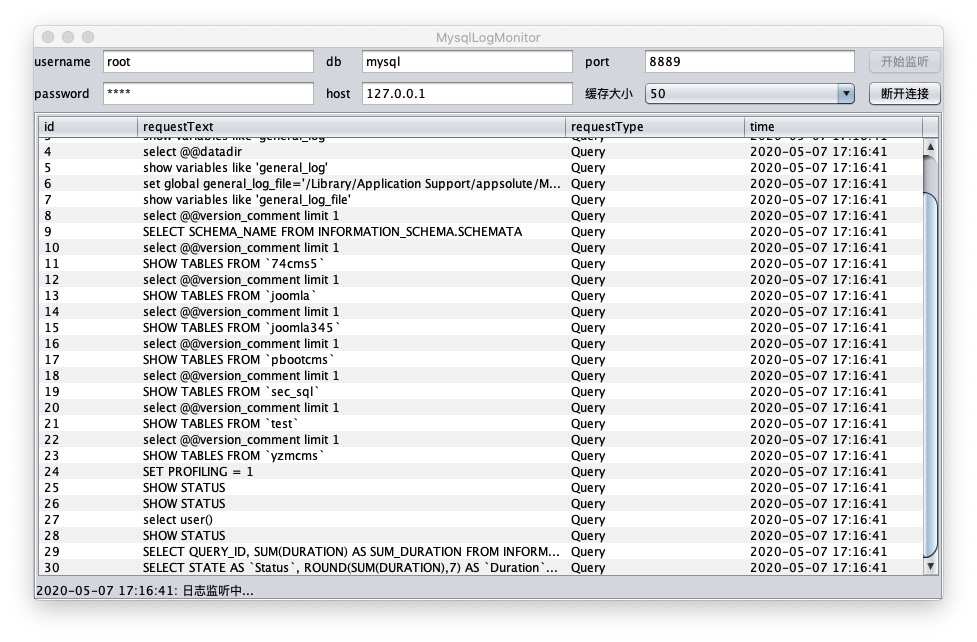 MysqlLogMonitor
username root db mysql port 8889 开始监听
password **** host 127.0.0.1 缓存大小 50 断开连接
id requestText requestType time
3 show variables like 'general_log' Query 2020-05-07 17:16:41
4 select @@datadir Query 2020-05-07 17:16:41
5 show variables like 'general_log' Query 2020-05-07 17:16:41
6 set global general_log_file='/Library/Application Support/appsolute/M... Query 2020-05-07 17:16:41
7 show variables like 'general_log_file' Query 2020-05-07 17:16:41
8 select @@version_comment limit 1 Query 2020-05-07 17:16:41
9 SELECT SCHEMA_NAME FROM INFORMATION_SCHEMA.SCHEMATA Query 2020-05-07 17:16:41
10 select @@version_comment limit 1 Query 2020-05-07 17:16:41
11 SHOW TABLES FROM `74cms5` Query 2020-05-07 17:16:41
12 select @@version_comment limit 1 Query 2020-05-07 17:16:41
13 SHOW TABLES FROM `joomla` Query 2020-05-07 17:16:41
14 select @@version_comment limit 1 Query 2020-05-07 17:16:41
15 SHOW TABLES FROM `joomla345` Query 2020-05-07 17:16:41
16 select @@version_comment limit 1 Query 2020-05-07 17:16:41
17 SHOW TABLES FROM `pbootcms` Query 2020-05-07 17:16:41
18 select @@version_comment limit 1 Query 2020-05-07 17:16:41
19 SHOW TABLES FROM `sec_sql` Query 2020-05-07 17:16:41
20 select @@version_comment limit 1 Query 2020-05-07 17:16:41
21 SHOW TABLES FROM `test` Query 2020-05-07 17:16:41
22 select @@version_comment limit 1 Query 2020-05-07 17:16:41
23 SHOW TABLES FROM `yzmcms` Query 2020-05-07 17:16:41
24 SET PROFILING = 1 Query 2020-05-07 17:16:41
25 SHOW STATUS Query 2020-05-07 17:16:41
26 SHOW STATUS Query 2020-05-07 17:16:41
27 select user() Query 2020-05-07 17:16:41
28 SHOW STATUS Query 2020-05-07 17:16:41
29 SELECT QUERY_ID, SUM(DURATION) AS SUM_DURATION FROM INFORM... Query 2020-05-07 17:16:41
30 SELECT STATE AS `Status`, ROUND(SUM(DURATION),7) AS `Duration`... Query 2020-05-07 17:16:41
2020-05-07 17:16:41: 日志监听中...